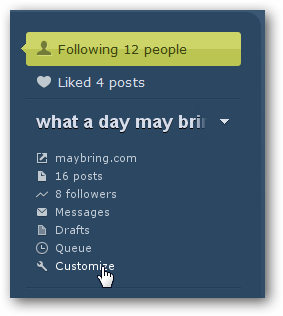 Following 12 people
Liked 4 posts
what a day may brin
maybring.com
16 posts
8 followers
Messages
Drafts
Queue
Customize